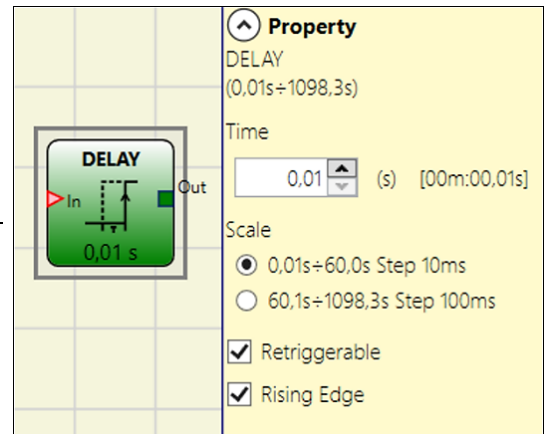 DELAY
In
Out
0,01 s
Property
DELAY
(0,01s÷1098,3s)
Time
0,01 (s) [00m:00,01s]
Scale
0,01s÷60,0s Step 10ms
60,1s÷1098,3s Step 100ms
Retriggerable
Rising Edge